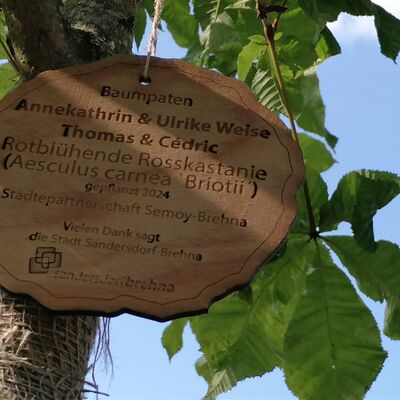 Baumpaten
Annekathrin & Ulrike Weise
Thomas & Cédric
Rotblühende Rosskastanie
(Aesculus carnea ´Briotii´)
gepflanzt 2024
Städtepartnerschaft Semoy-Brehna
Vielen Dank sagt
die Stadt Sandersdorf-Brehna
sandersdorfbrehna